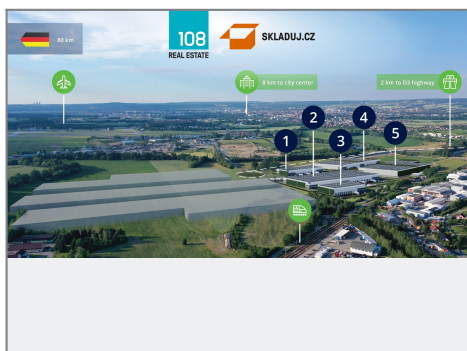 80 km
108
REAL ESTATE
SKLADUJ.CZ
8 km to city center
2 km to D3 highway
1
2
3
4
5